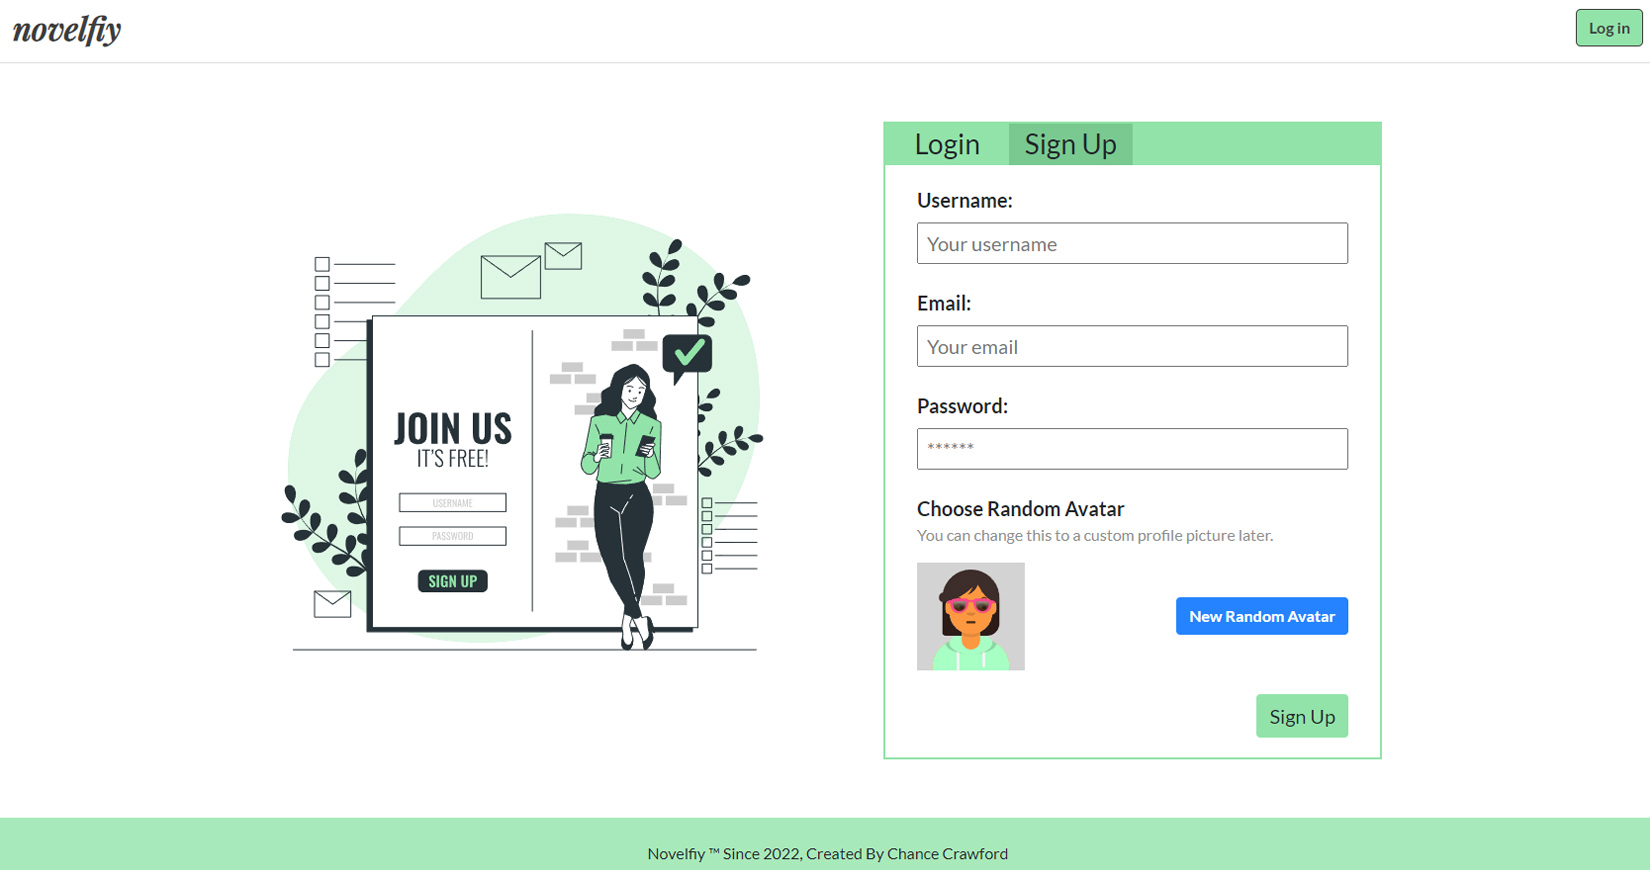 novelfiy
Log in
Login
Sign Up
Username:
Your username
Email:
Your email
Password:
******
Choose Random Avatar
You can change this to a custom profile picture later.
New Random Avatar
Sign Up
JOIN US
IT'S FREE!
USERNAME
PASSWORD
SIGN UP
Novelfiy ™ Since 2022, Created By Chance Crawford